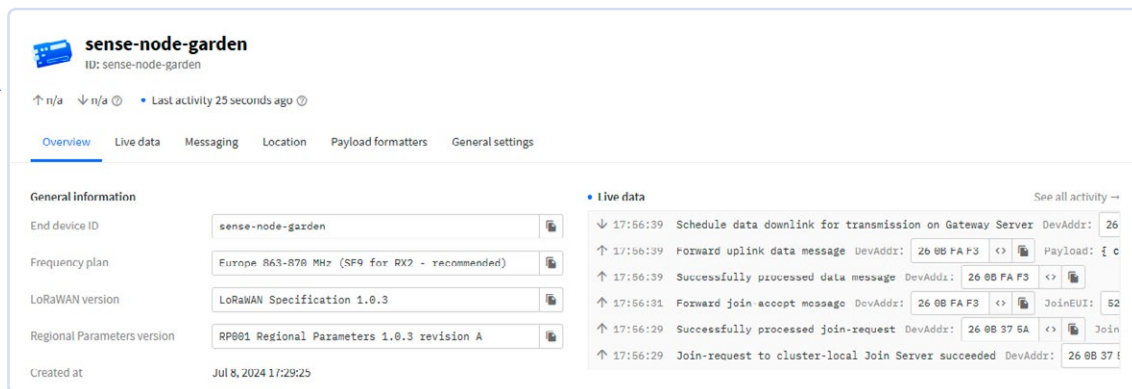 sense-node-garden
ID: sense-node-garden
↑ n/a ↓ n/a • Last activity 25 seconds ago
Overview Live data Messaging Location Payload formatters General settings
General information
End device ID sense-node-garden
Frequency plan Europe 863-870 MHz (SF9 for RX2 - recommended)
LoRaWAN version LoRaWAN Specification 1.0.3
Regional Parameters version RP001 Regional Parameters 1.0.3 revision A
Created at Jul 8, 2024 17:29:25
• Live data See all activity →
↓ 17:56:39 Schedule data downlink for transmission on Gateway Server DevAddr: 26
↑ 17:56:39 Forward uplink data message DevAddr: 26 0B FA F3 <> Payload: { c
↑ 17:56:39 Successfully processed data message DevAddr: 26 0B FA F3 <>
↑ 17:56:31 Forward join-accept message DevAddr: 26 0B FA F3 <> JoinEUI: 52
↑ 17:56:29 Successfully processed join-request DevAddr: 26 0B 37 5A <> Join
↑ 17:56:29 Join-request to cluster-local Join Server succeeded DevAddr: 26 0B 37